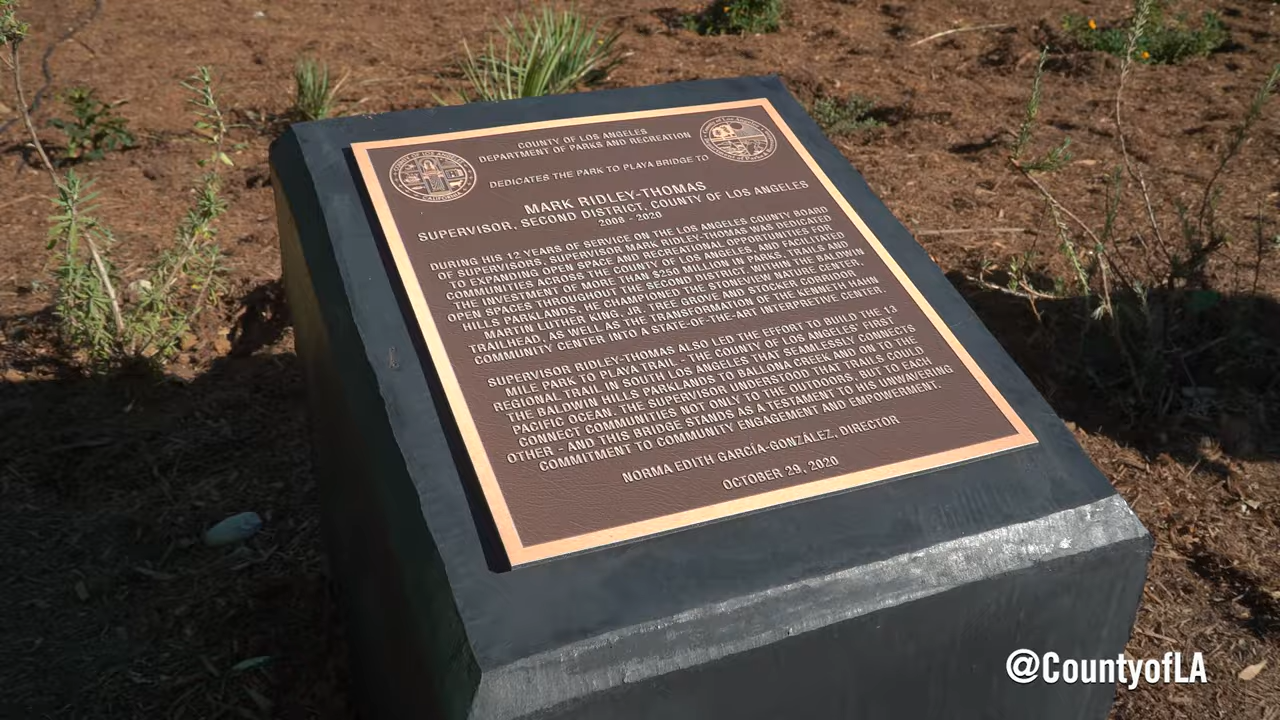 COUNTY OF LOS ANGELES
DEPARTMENT OF PARKS AND RECREATION
DEDICATES THE PARK TO PLAYA BRIDGE TO
MARK RIDLEY-THOMAS
SUPERVISOR, SECOND DISTRICT, COUNTY OF LOS ANGELES
2008 - 2020
DURING HIS 12 YEARS OF SERVICE ON THE LOS ANGELES COUNTY BOARD
OF SUPERVISORS, SUPERVISOR MARK RIDLEY-THOMAS WAS DEDICATED
TO EXPANDING OPEN SPACE AND RECREATIONAL OPPORTUNITIES FOR
COMMUNITIES ACROSS THE COUNTY OF LOS ANGELES, AND FACILITATED
THE INVESTMENT OF MORE THAN $250 MILLION IN PARKS, TRAILS AND
OPEN SPACES THROUGHOUT THE SECOND DISTRICT. WITHIN THE BALDWIN
HILLS PARKLANDS, HE CHAMPIONED THE STONEVIEW NATURE CENTER,
MARTIN LUTHER KING, JR. TREE GROVE AND STOCKER CORRIDOR
TRAILHEAD, AS WELL AS THE TRANSFORMATION OF THE KENNETH HAHN
COMMUNITY CENTER INTO A STATE-OF-THE-ART INTERPRETIVE CENTER.
SUPERVISOR RIDLEY-THOMAS ALSO LED THE EFFORT TO BUILD THE 13
MILE PARK TO PLAYA TRAIL - THE COUNTY OF LOS ANGELES' FIRST
REGIONAL TRAIL IN SOUTH LOS ANGELES THAT SEAMLESSLY CONNECTS
THE BALDWIN HILLS PARKLANDS TO BALLONA CREEK AND ON TO THE
PACIFIC OCEAN. THE SUPERVISOR UNDERSTOOD THAT TRAILS COULD
CONNECT COMMUNITIES NOT ONLY TO THE OUTDOORS, BUT TO EACH
OTHER - AND THIS BRIDGE STANDS AS A TESTAMENT TO HIS UNWAVERING
COMMITMENT TO COMMUNITY ENGAGEMENT AND EMPOWERMENT.
NORMA EDITH GARCÍA-GONZÁLEZ, DIRECTOR
OCTOBER 29, 2020
@CountyofLA